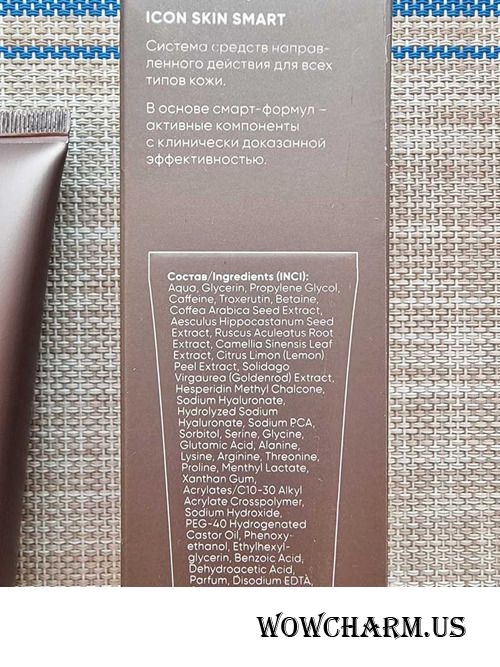 ICON SKIN SMART
Система средств направ-
ленного действия для всех
типов кожи.
В основе смарт-формул –
активные компоненты
с клинически доказанной
эффективностью.
Состав/Ingredients (INCI):
Aqua, Glycerin, Propylene Glycol,
Caffeine, Troxerutin, Betaine,
Coffea Arabica Seed Extract,
Aesculus Hippocastanum Seed
Extract, Ruscus Aculeatus Root
Extract, Camellia Sinensis Leaf
Extract, Citrus Limon (Lemon)
Peel Extract, Solidago
Virgaurea (Goldenrod) Extract,
Hesperidin Methyl Chalcone,
Sodium Hyaluronate,
Hydrolyzed Sodium
Hyaluronate, Sodium PCA,
Sorbitol, Serine, Glycine,
Glutamic Acid, Alanine,
Lysine, Arginine, Threonine,
Proline, Menthyl Lactate,
Xanthan Gum,
Acrylates/C10-30 Alkyl
Acrylate Crosspolymer,
Sodium Hydroxide,
PEG-40 Hydrogenated
Castor Oil, Phenoxy-
ethanol, Ethylhexyl-
glycerin, Benzoic Acid,
Dehydroacetic Acid,
Parfum, Disodium EDTA,
WOWCHARM.US